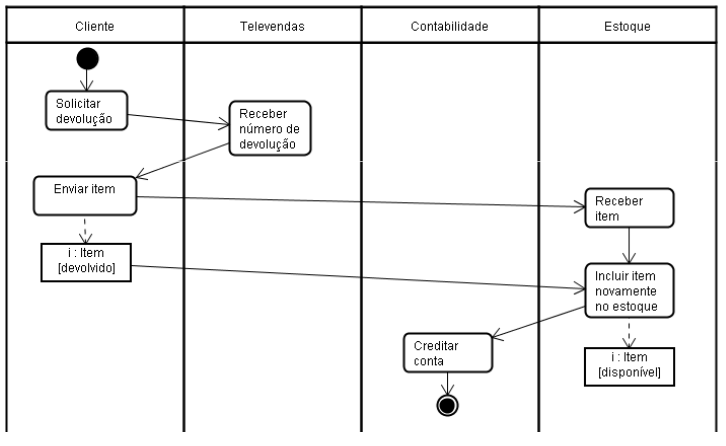 Cliente
Televendas
Contabilidade
Estoque
Solicitar
devolução
Receber
número de
devolução
Enviar item
Receber
item
i : Item
[devolvido]
Incluir item
novamente
no estoque
Creditar
conta
i : Item
[disponível]